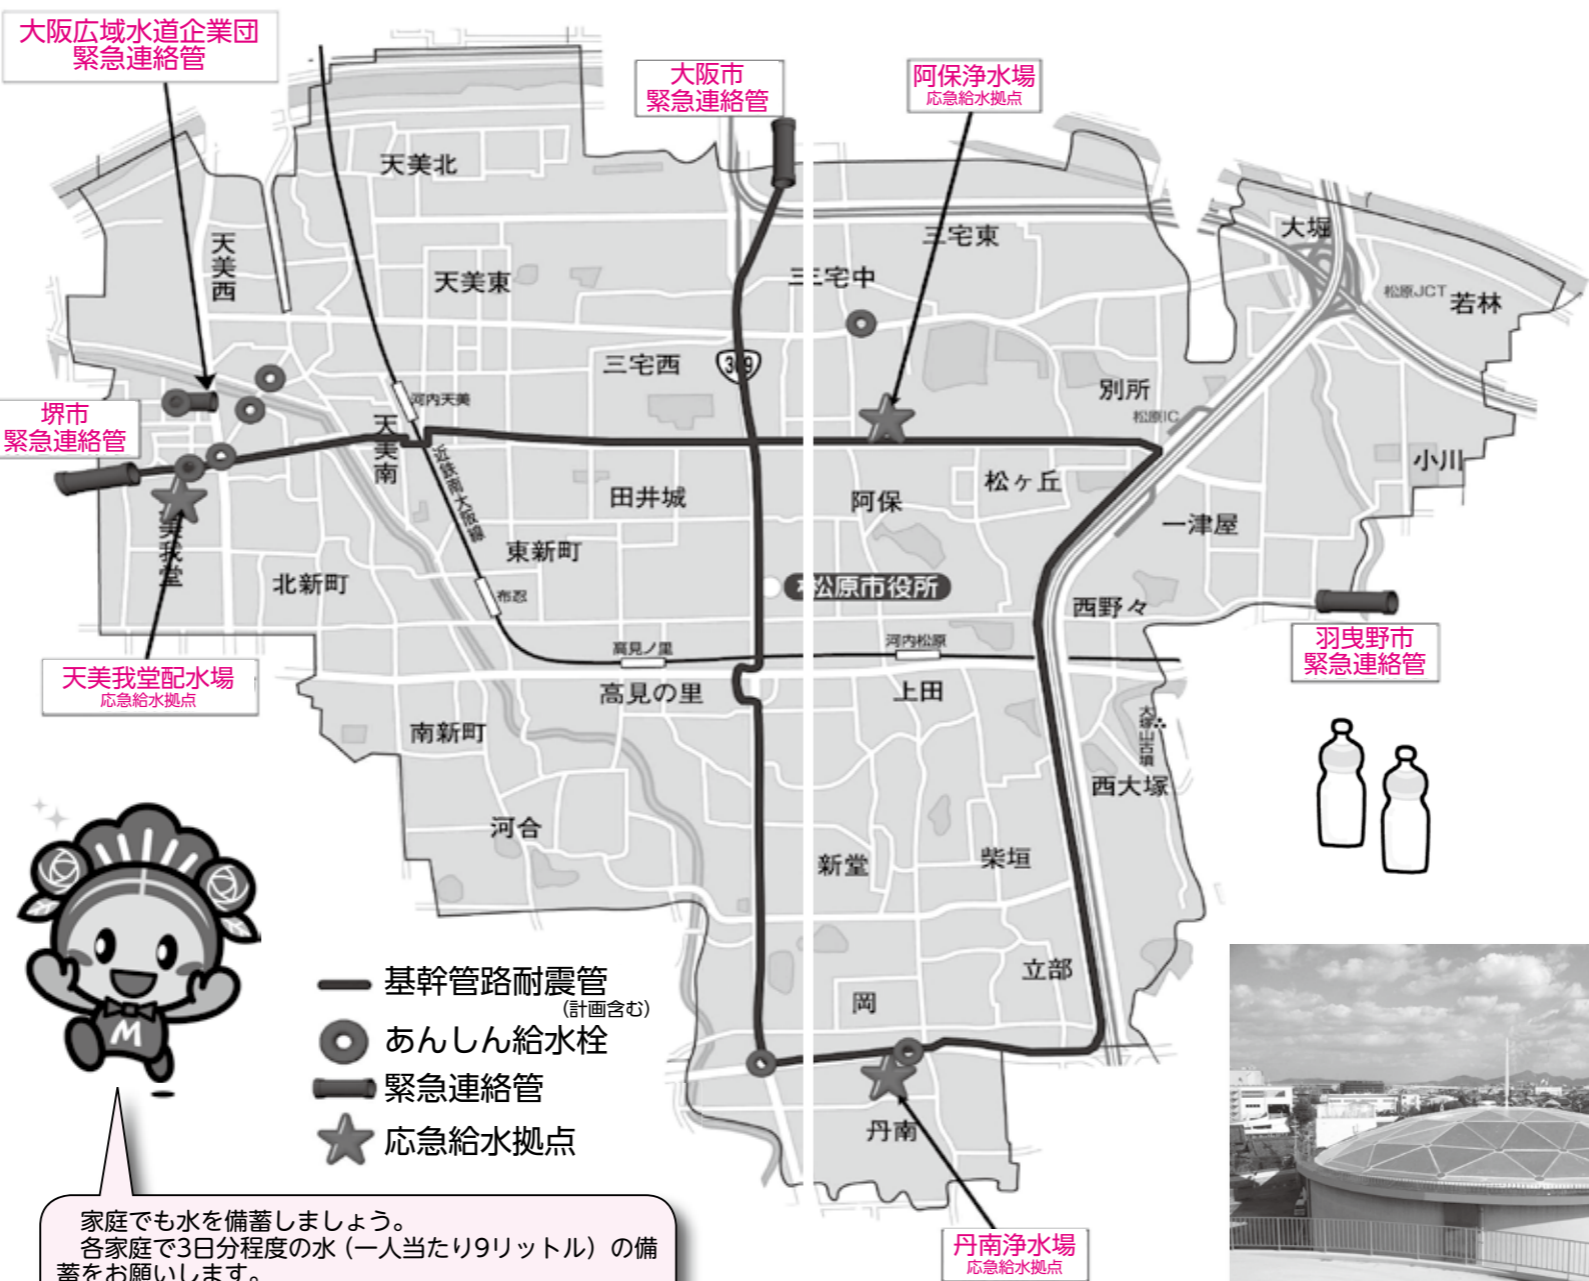 大阪広域水道企業団
緊急連絡管
大阪市
緊急連絡管
阿保浄水場
応急給水拠点
天美北
天美西
天美東
三宅東
三宅中
大堀
松原JCT
若林
三宅西
309
別所
松原IC
河内天美
堺市
緊急連絡管
天美南
近鉄南大阪線
田井城
阿保
松ヶ丘
小川
一津屋
我堂
東新町
北新町
布忍
松原市役所
西野々
高見ノ里
河内松原
羽曳野市
緊急連絡管
天美我堂配水場
応急給水拠点
高見の里
上田
南新町
大塚山古墳
西大塚
河合
新堂
柴垣
立部
岡
丹南
M
基幹管路耐震管
(計画含む)
あんしん給水栓
緊急連絡管
応急給水拠点
丹南浄水場
応急給水拠点
家庭でも水を備蓄しましょう。
各家庭で3日分程度の水(一人当たり9リットル)の備
蓄をお願いします。